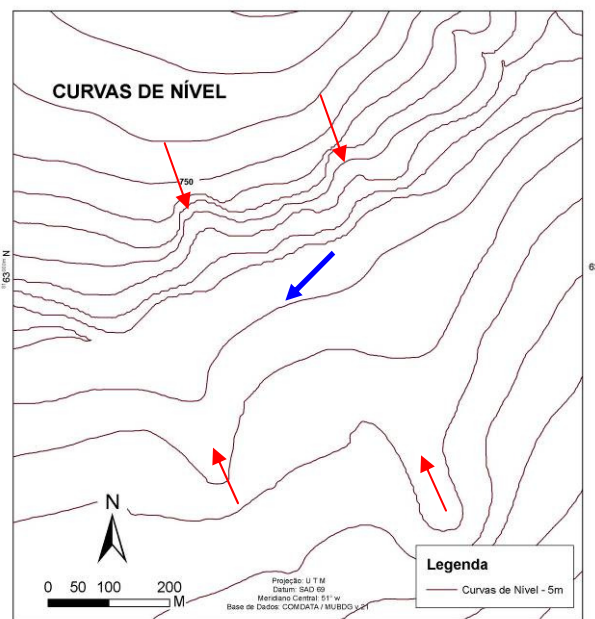 CURVAS DE NÍVEL
750
N
0 50 100 200
M
Projeção: U T M
Datum: SAD 69
Meridiano Central: 51° w
Base de Dados: COMDATA / MUBDG v.21
Legenda
Curvas de Nível - 5m